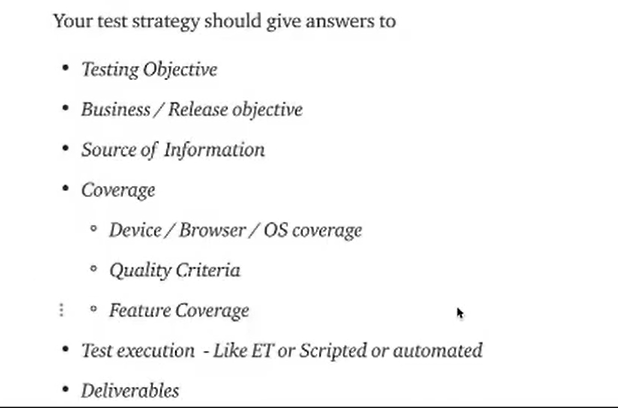 Your test strategy should give answers to
• Testing Objective
• Business / Release objective
• Source of Information
• Coverage
◦ Device / Browser / OS coverage
◦ Quality Criteria
◦ Feature Coverage
• Test execution - Like ET or Scripted or automated
• Deliverables